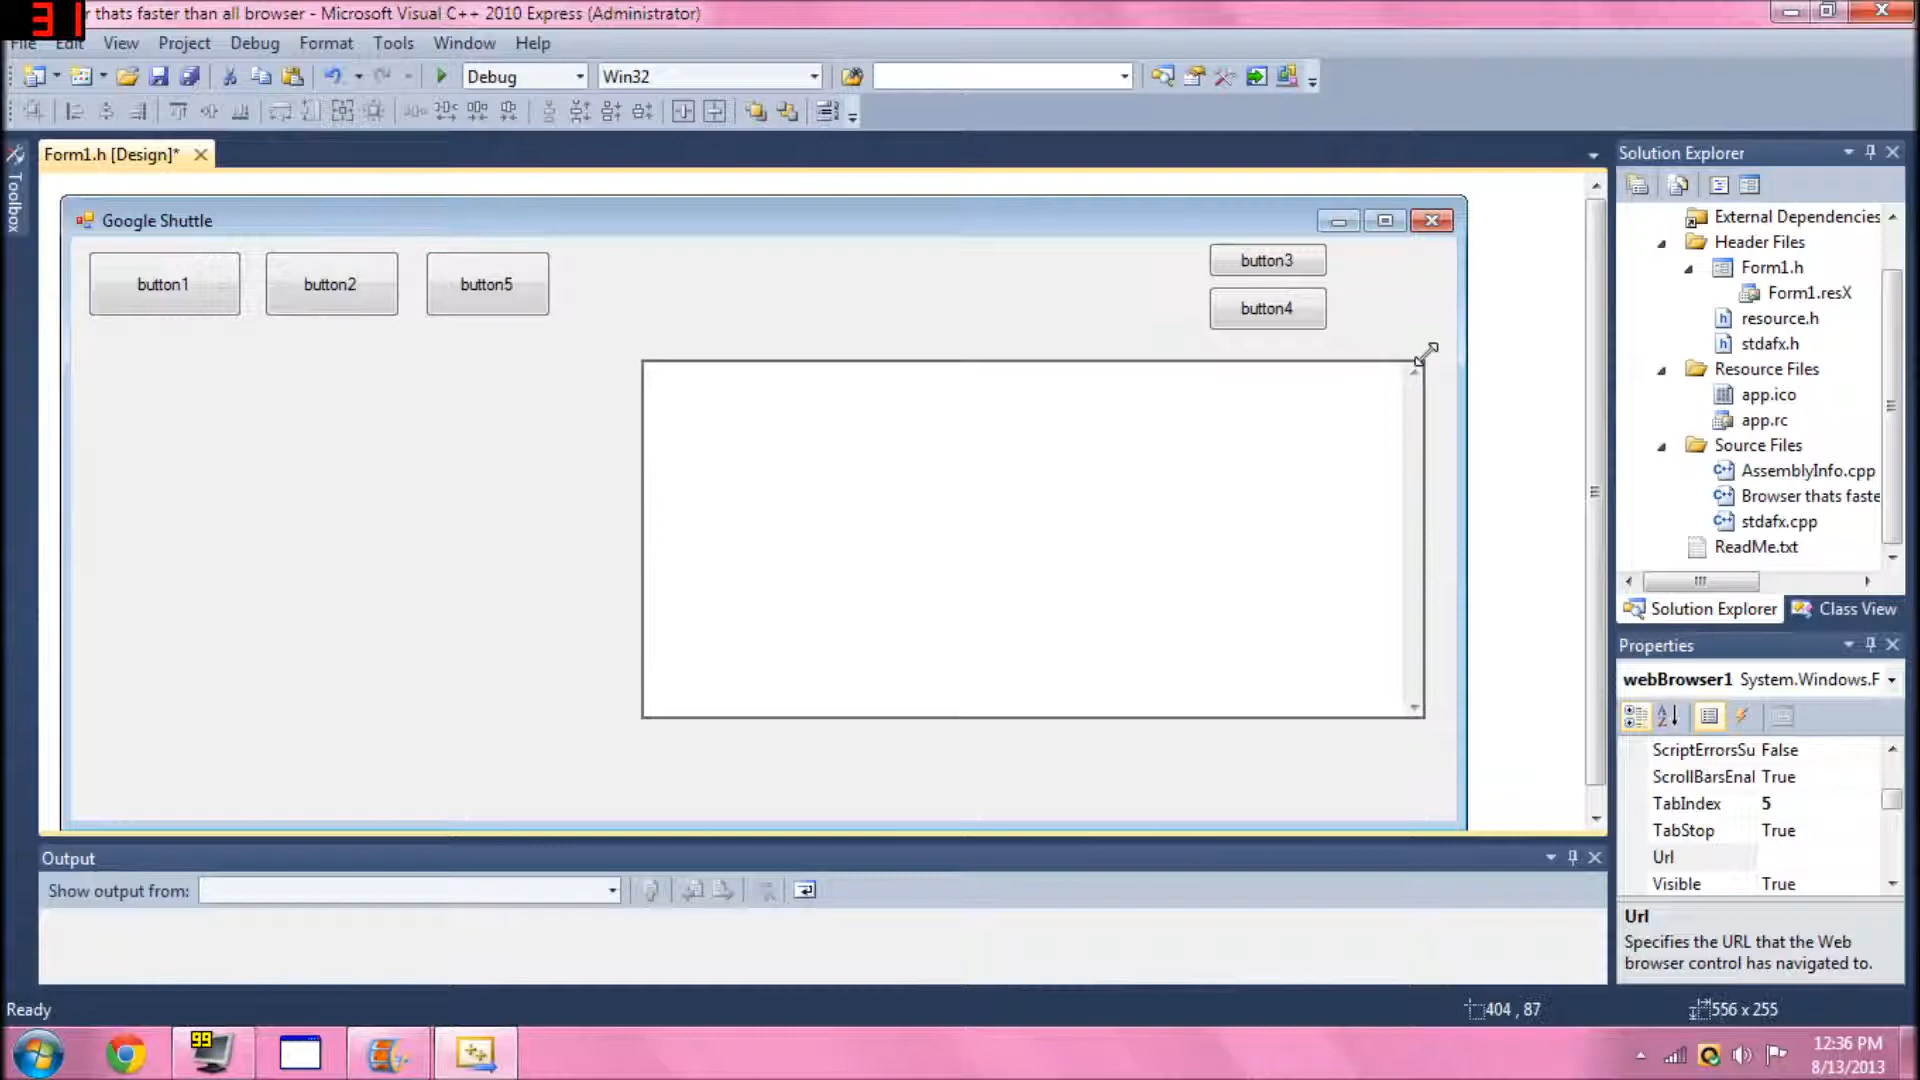 31
r thats faster than all browser - Microsoft Visual C++ 2010 Express (Administrator)
File Edit View Project Debug Format Tools Window Help
Debug Win32
Toolbox
Form1.h [Design]*
Google Shuttle
button1 button2 button5
button3
button4
Solution Explorer
External Dependencies
Header Files
Form1.h
Form1.resX
resource.h
stdafx.h
Resource Files
app.ico
app.rc
Source Files
AssemblyInfo.cpp
Browser thats faste
stdafx.cpp
ReadMe.txt
Solution Explorer Class View
Properties
webBrowser1 System.Windows.F
ScriptErrorsSu False
ScrollBarsEnal True
TabIndex 5
TabStop True
Url
Visible True
Url
Specifies the URL that the Web
browser control has navigated to.
Output
Show output from:
Ready
404 , 87
556 x 255
99
12:36 PM
8/13/2013